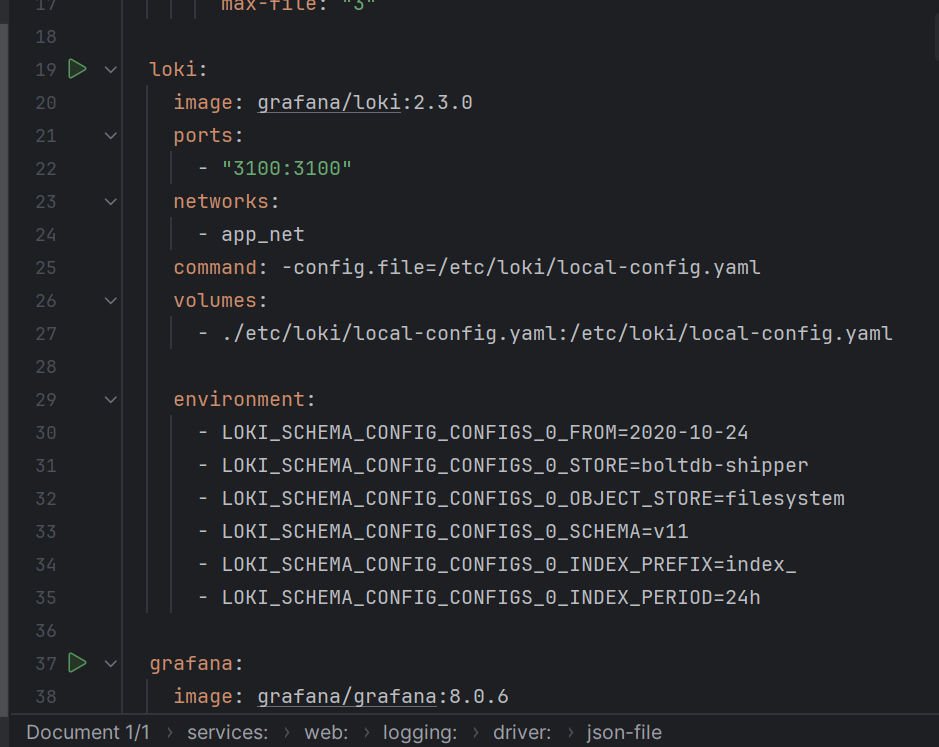 17 max-file: "3"
18
19 loki:
20 image: grafana/loki:2.3.0
21 ports:
22 - "3100:3100"
23 networks:
24 - app_net
25 command: -config.file=/etc/loki/local-config.yaml
26 volumes:
27 - ./etc/loki/local-config.yaml:/etc/loki/local-config.yaml
28
29 environment:
30 - LOKI_SCHEMA_CONFIG_CONFIGS_0_FROM=2020-10-24
31 - LOKI_SCHEMA_CONFIG_CONFIGS_0_STORE=boltdb-shipper
32 - LOKI_SCHEMA_CONFIG_CONFIGS_0_OBJECT_STORE=filesystem
33 - LOKI_SCHEMA_CONFIG_CONFIGS_0_SCHEMA=v11
34 - LOKI_SCHEMA_CONFIG_CONFIGS_0_INDEX_PREFIX=index_
35 - LOKI_SCHEMA_CONFIG_CONFIGS_0_INDEX_PERIOD=24h
36
37 grafana:
38 image: grafana/grafana:8.0.6
Document 1/1 › services: › web: › logging: › driver: › json-file